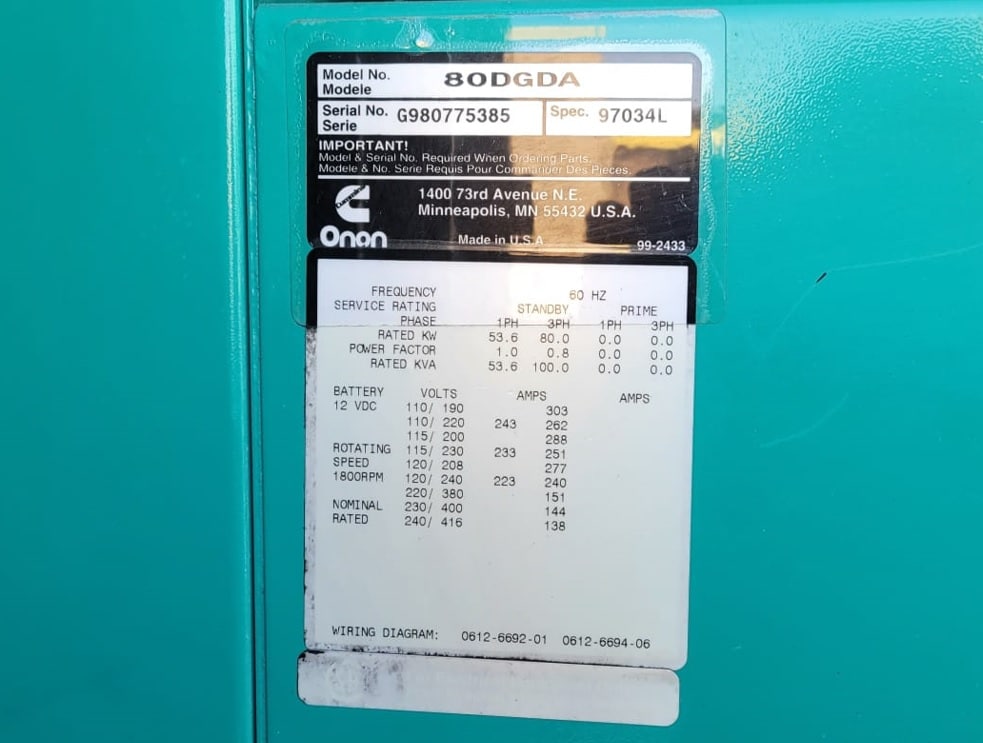 Model No. 80DGDA
Modele
Serial No. G980775385 Spec. 97034L
Serie
IMPORTANT!
Model & Serial No. Required When Ordering Parts.
Modele & No. Serie Requis Pour Commander Des Pieces.
1400 73rd Avenue N.E.
Minneapolis, MN 55432 U.S.A.
Onan Made in U.S.A. 99-2433
FREQUENCY 60 HZ
SERVICE RATING STANDBY PRIME
PHASE 1PH 3PH 1PH 3PH
RATED KW 53.6 80.0 0.0 0.0
POWER FACTOR 1.0 0.8 0.0 0.0
RATED KVA 53.6 100.0 0.0 0.0
BATTERY VOLTS AMPS AMPS
12 VDC 110/ 190 303
110/ 220 243 262
115/ 200 288
ROTATING 115/ 230 233 251
SPEED 120/ 208 277
1800RPM 120/ 240 223 240
220/ 380 151
NOMINAL 230/ 400 144
RATED 240/ 416 138
WIRING DIAGRAM: 0612-6692-01 0612-6694-06